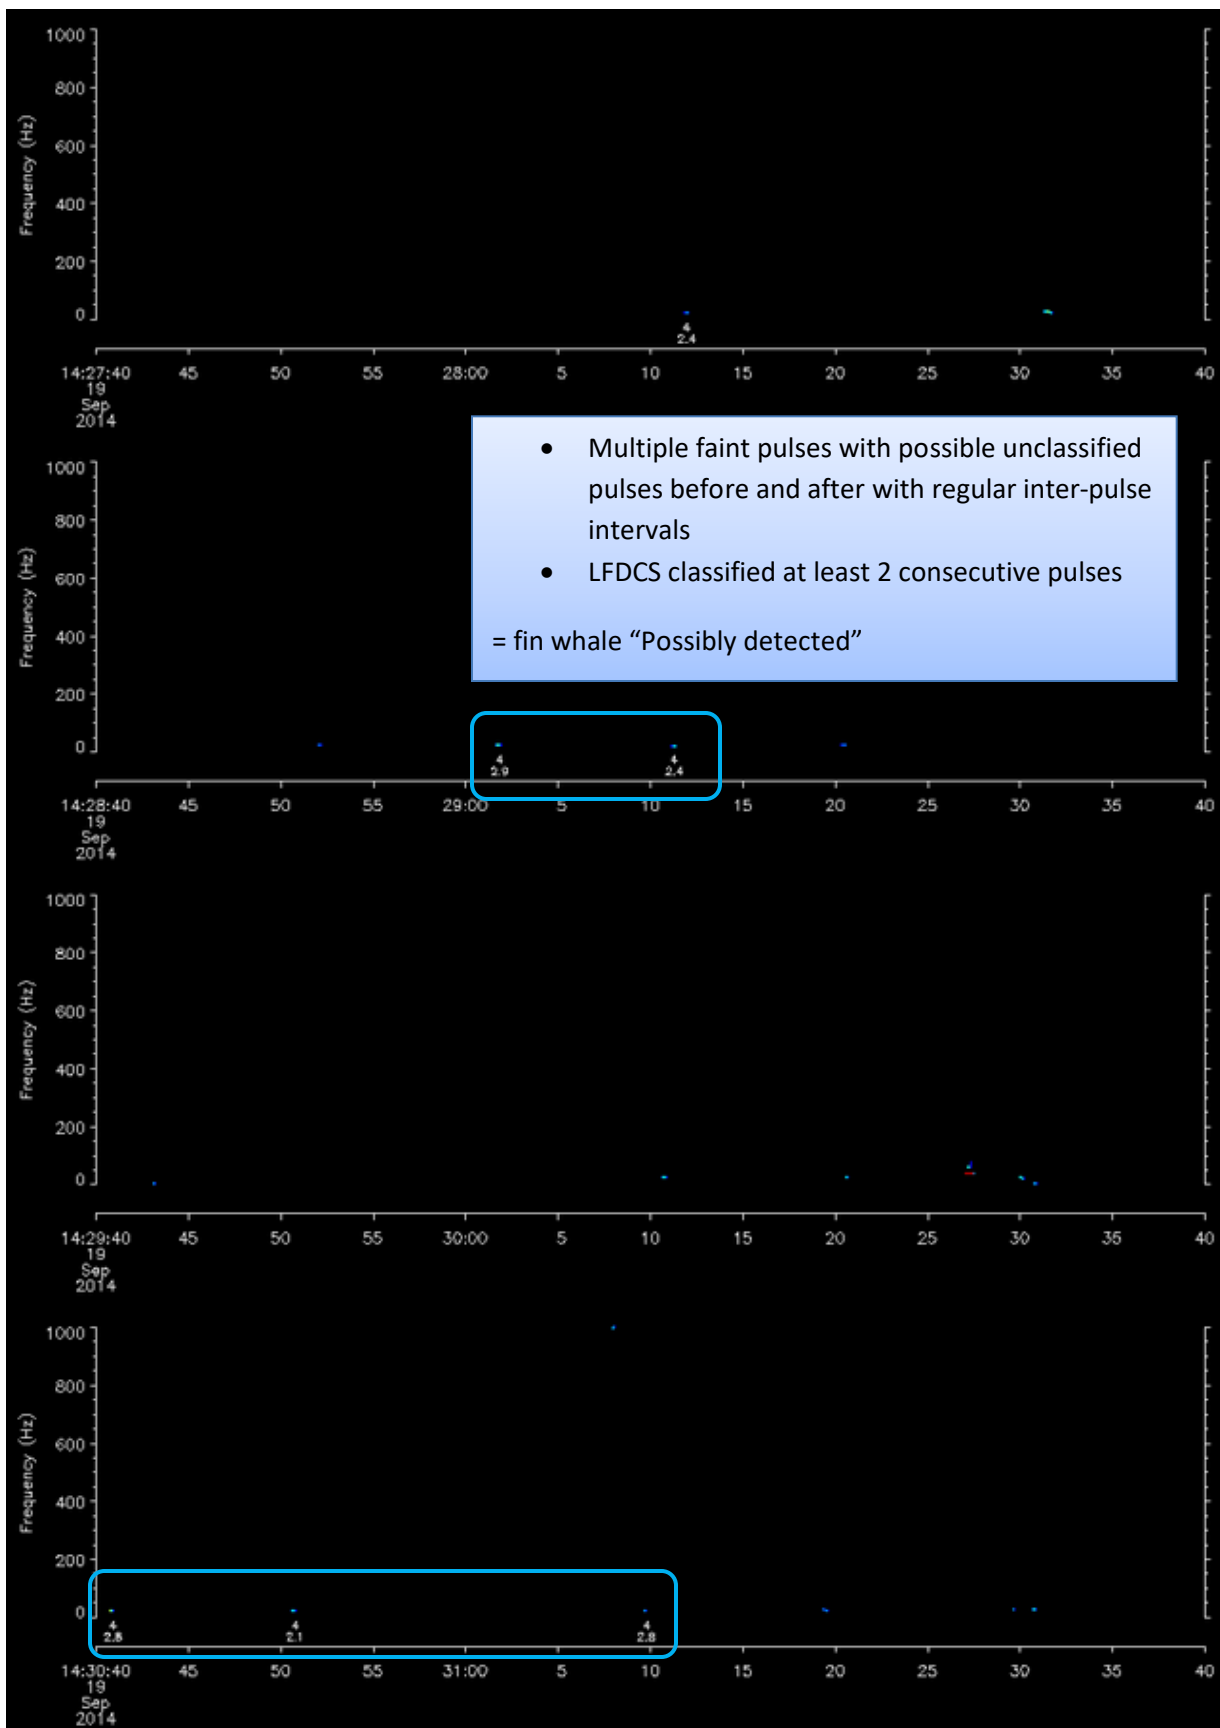 1000
800
600
400
200
0
Frequency (Hz)
4
2.4
14:27:40 45 50 55 28:00 5 10 15 20 25 30 35 40
19
Sep
2014
• Multiple faint pulses with possible unclassified
pulses before and after with regular inter-pulse
intervals
• LFDCS classified at least 2 consecutive pulses
= fin whale “Possibly detected”
1000
800
600
400
200
0
Frequency (Hz)
4 4
2.9 2.4
14:28:40 45 50 55 29:00 5 10 15 20 25 30 35 40
19
Sep
2014
1000
800
600
400
200
0
Frequency (Hz)
14:29:40 45 50 55 30:00 5 10 15 20 25 30 35 40
19
Sep
2014
1000
800
600
400
200
0
Frequency (Hz)
4 4 4
2.8 2.1 2.8
14:30:40 45 50 55 31:00 5 10 15 20 25 30 35 40
19
Sep
2014